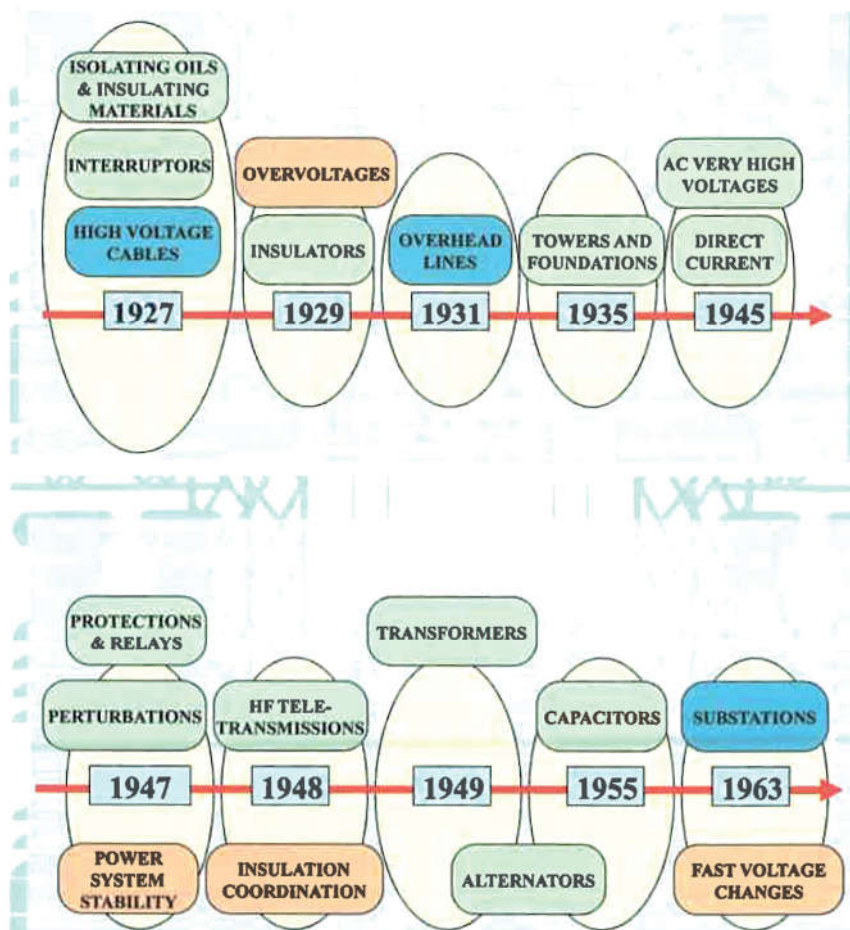 ISOLATING OILS
& INSULATING
MATERIALS
INTERRUPTORS
HIGH VOLTAGE
CABLES
1927
OVERVOLTAGES
INSULATORS
1929
OVERHEAD
LINES
1931
TOWERS AND
FOUNDATIONS
1935
AC VERY HIGH
VOLTAGES
DIRECT
CURRENT
1945
PROTECTIONS
& RELAYS
PERTURBATIONS
1947
POWER
SYSTEM
STABILITY
HF TELE-
TRANSMISSIONS
1948
INSULATION
COORDINATION
TRANSFORMERS
1949
ALTERNATORS
CAPACITORS
1955
SUBSTATIONS
1963
FAST VOLTAGE
CHANGES